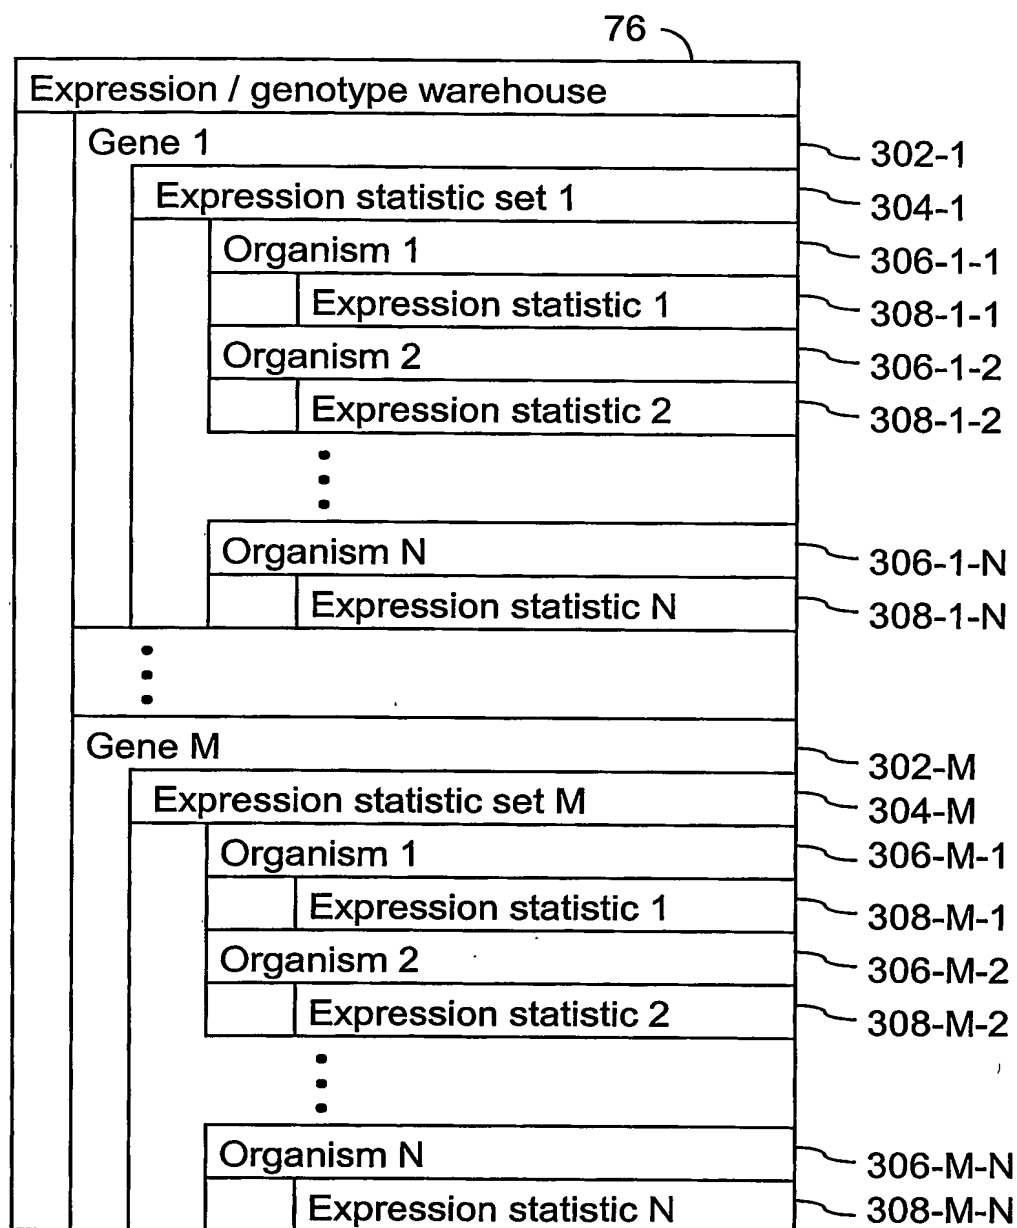 76
Expression / genotype warehouse
Gene 1 302-1
Expression statistic set 1 304-1
Organism 1 306-1-1
Expression statistic 1 308-1-1
Organism 2 306-1-2
Expression statistic 2 308-1-2
Organism N 306-1-N
Expression statistic N 308-1-N
Gene M 302-M
Expression statistic set M 304-M
Organism 1 306-M-1
Expression statistic 1 308-M-1
Organism 2 306-M-2
Expression statistic 2 308-M-2
Organism N 306-M-N
Expression statistic N 308-M-N